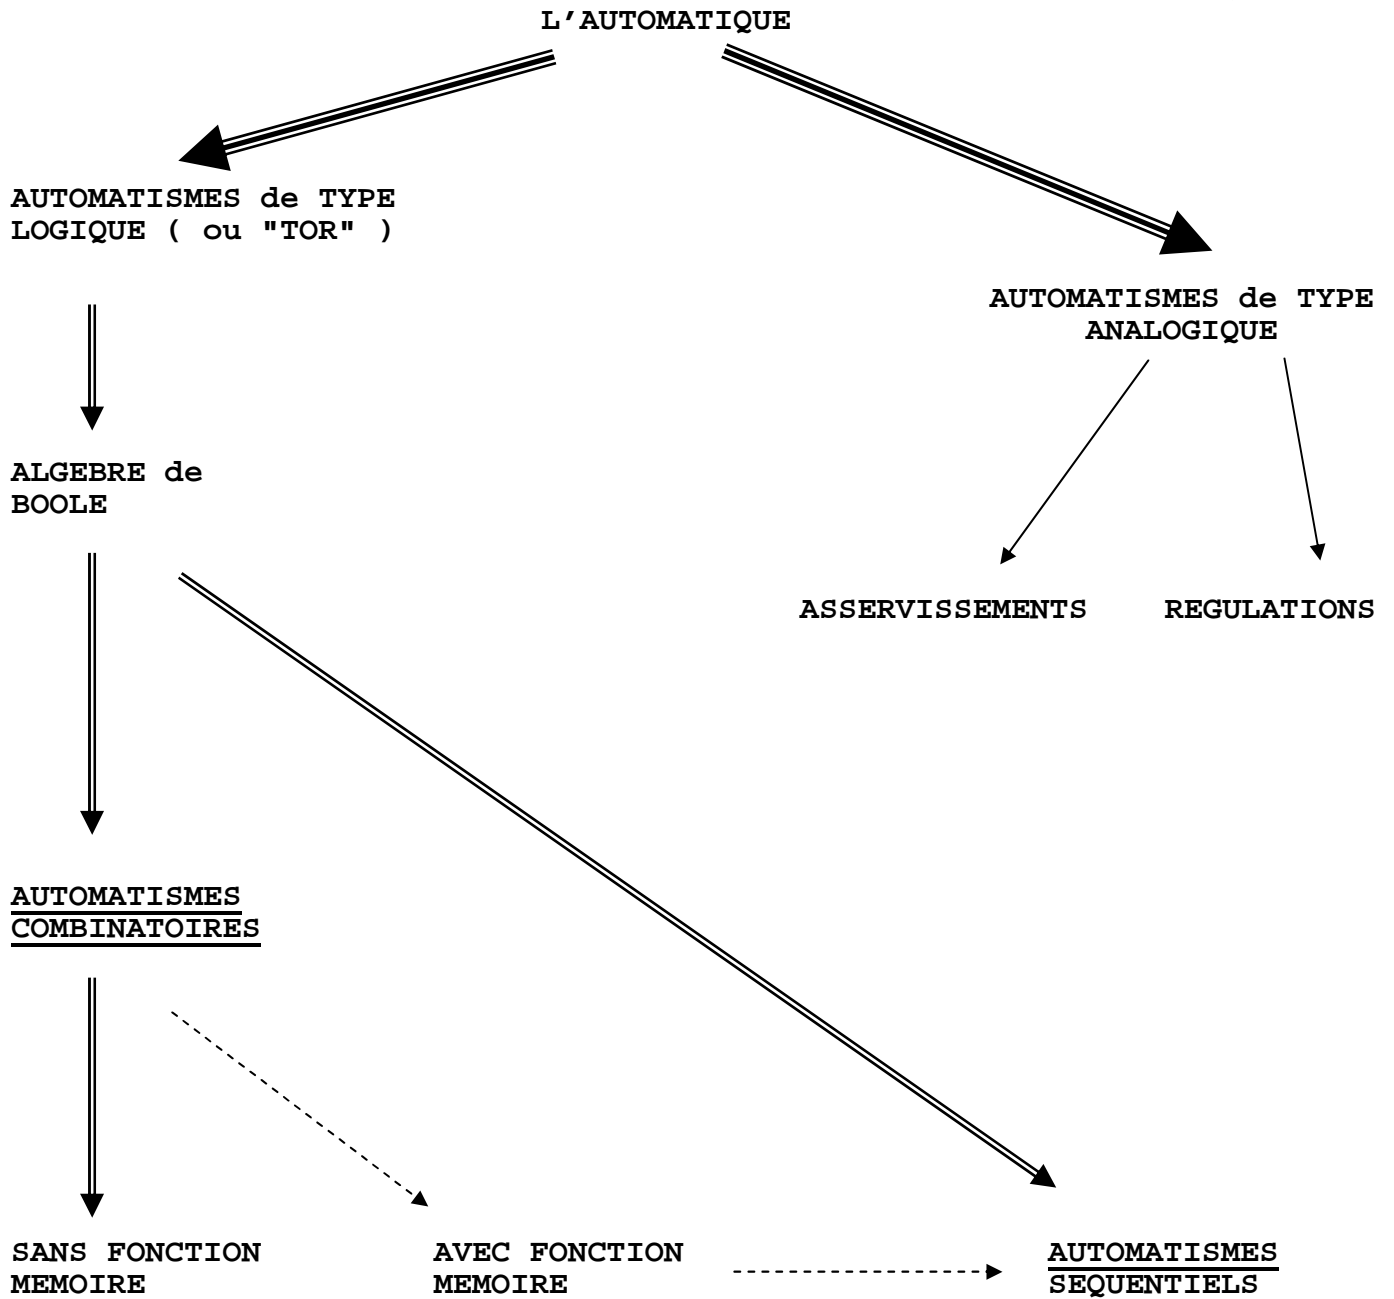 L’AUTOMATIQUE
AUTOMATISMES de TYPE
LOGIQUE ( ou "TOR" )
AUTOMATISMES de TYPE
ANALOGIQUE
ALGEBRE de
BOOLE
ASSERVISSEMENTS
REGULATIONS
AUTOMATISMES
COMBINATOIRES
SANS FONCTION
MEMOIRE
AVEC FONCTION
MEMOIRE
AUTOMATISMES
SEQUENTIELS